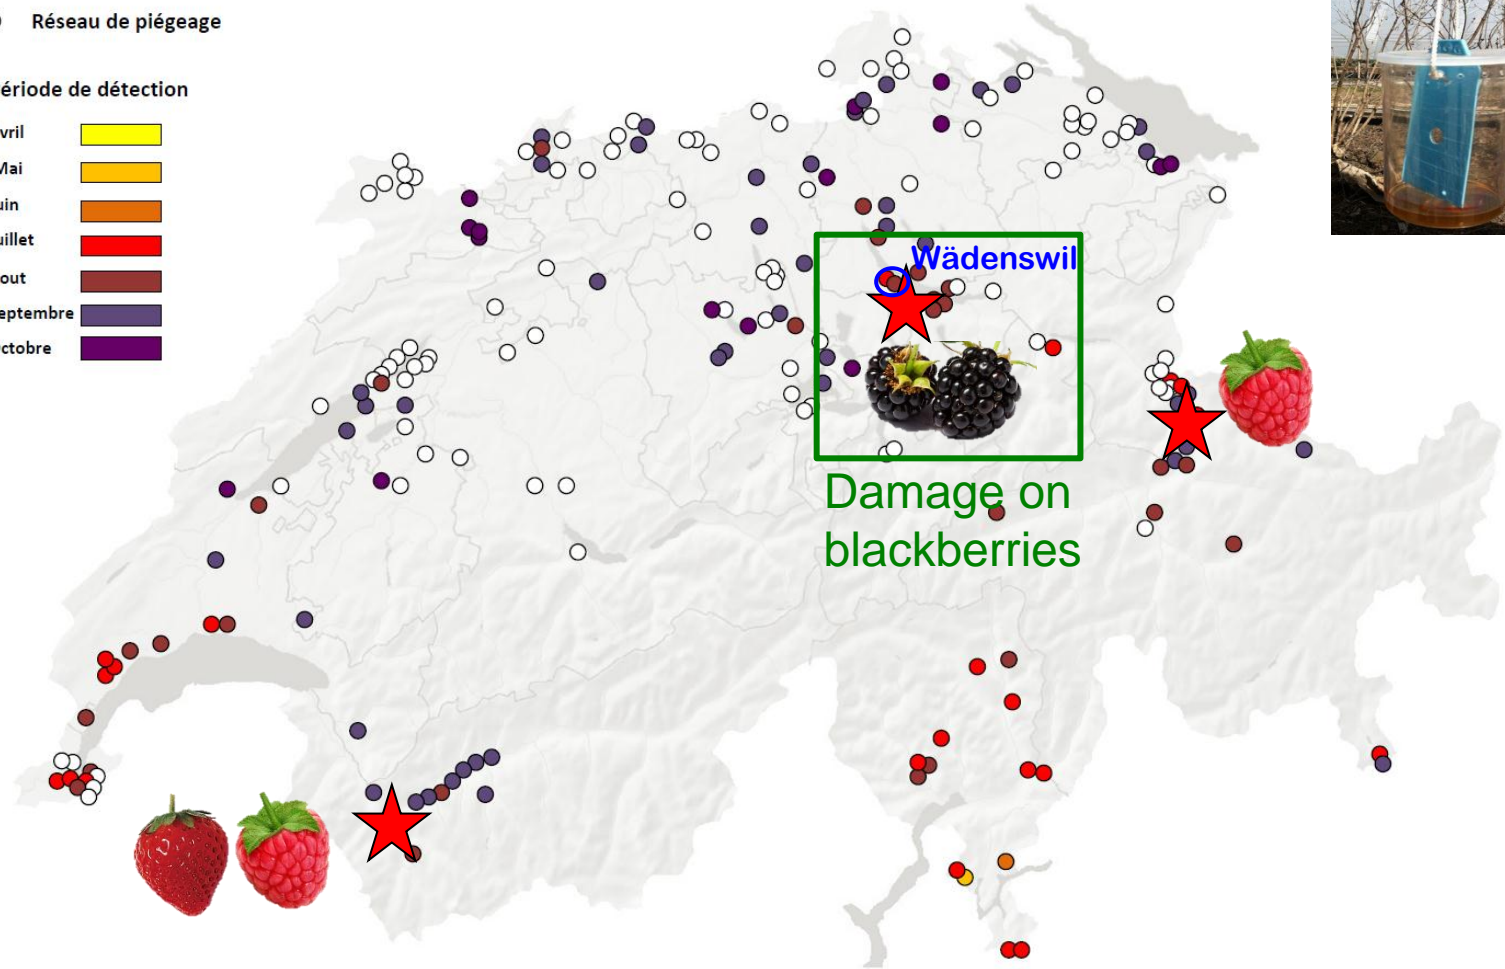 Réseau de piégeage
ériode de détection
vril
Mai
uin
uillet
out
eptembre
ctobre
Wädenswil
Damage on
blackberries